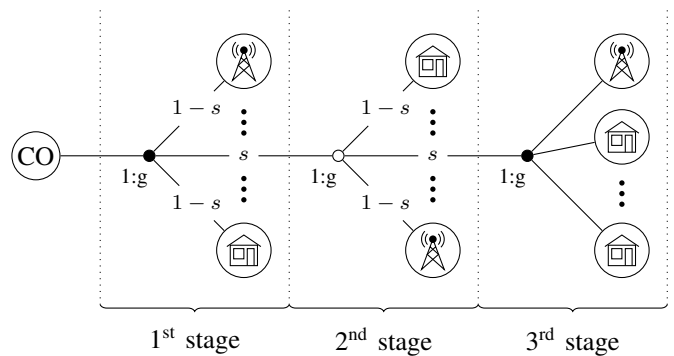 1 − s
1 − s
CO
s
s
1:g
1:g
1:g
1 − s
1 − s
1st stage
2nd stage
3rd stage